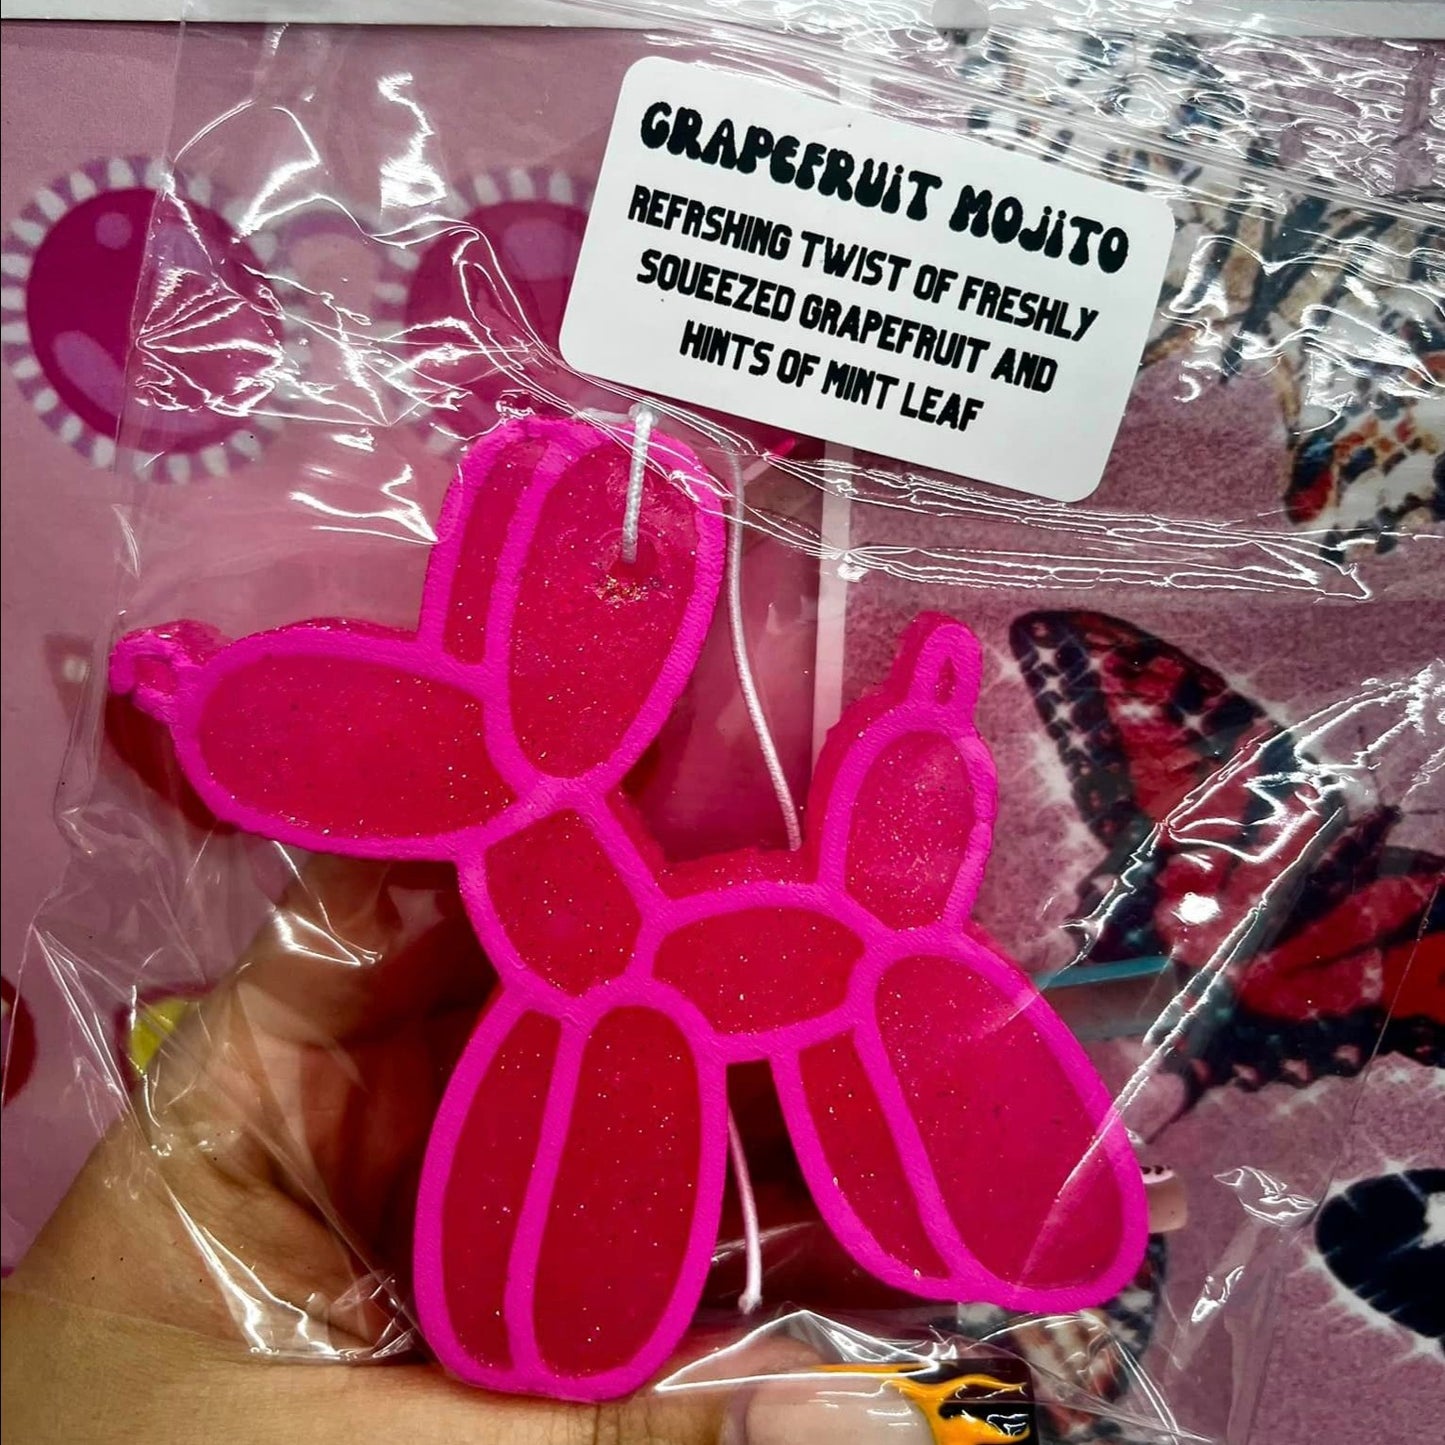 GRAPEFRUiT MOjiTO
REFRSHING TWIST OF FRESHLY
SQUEEZED GRAPEFRUIT AND
HINTS OF MINT LEAF